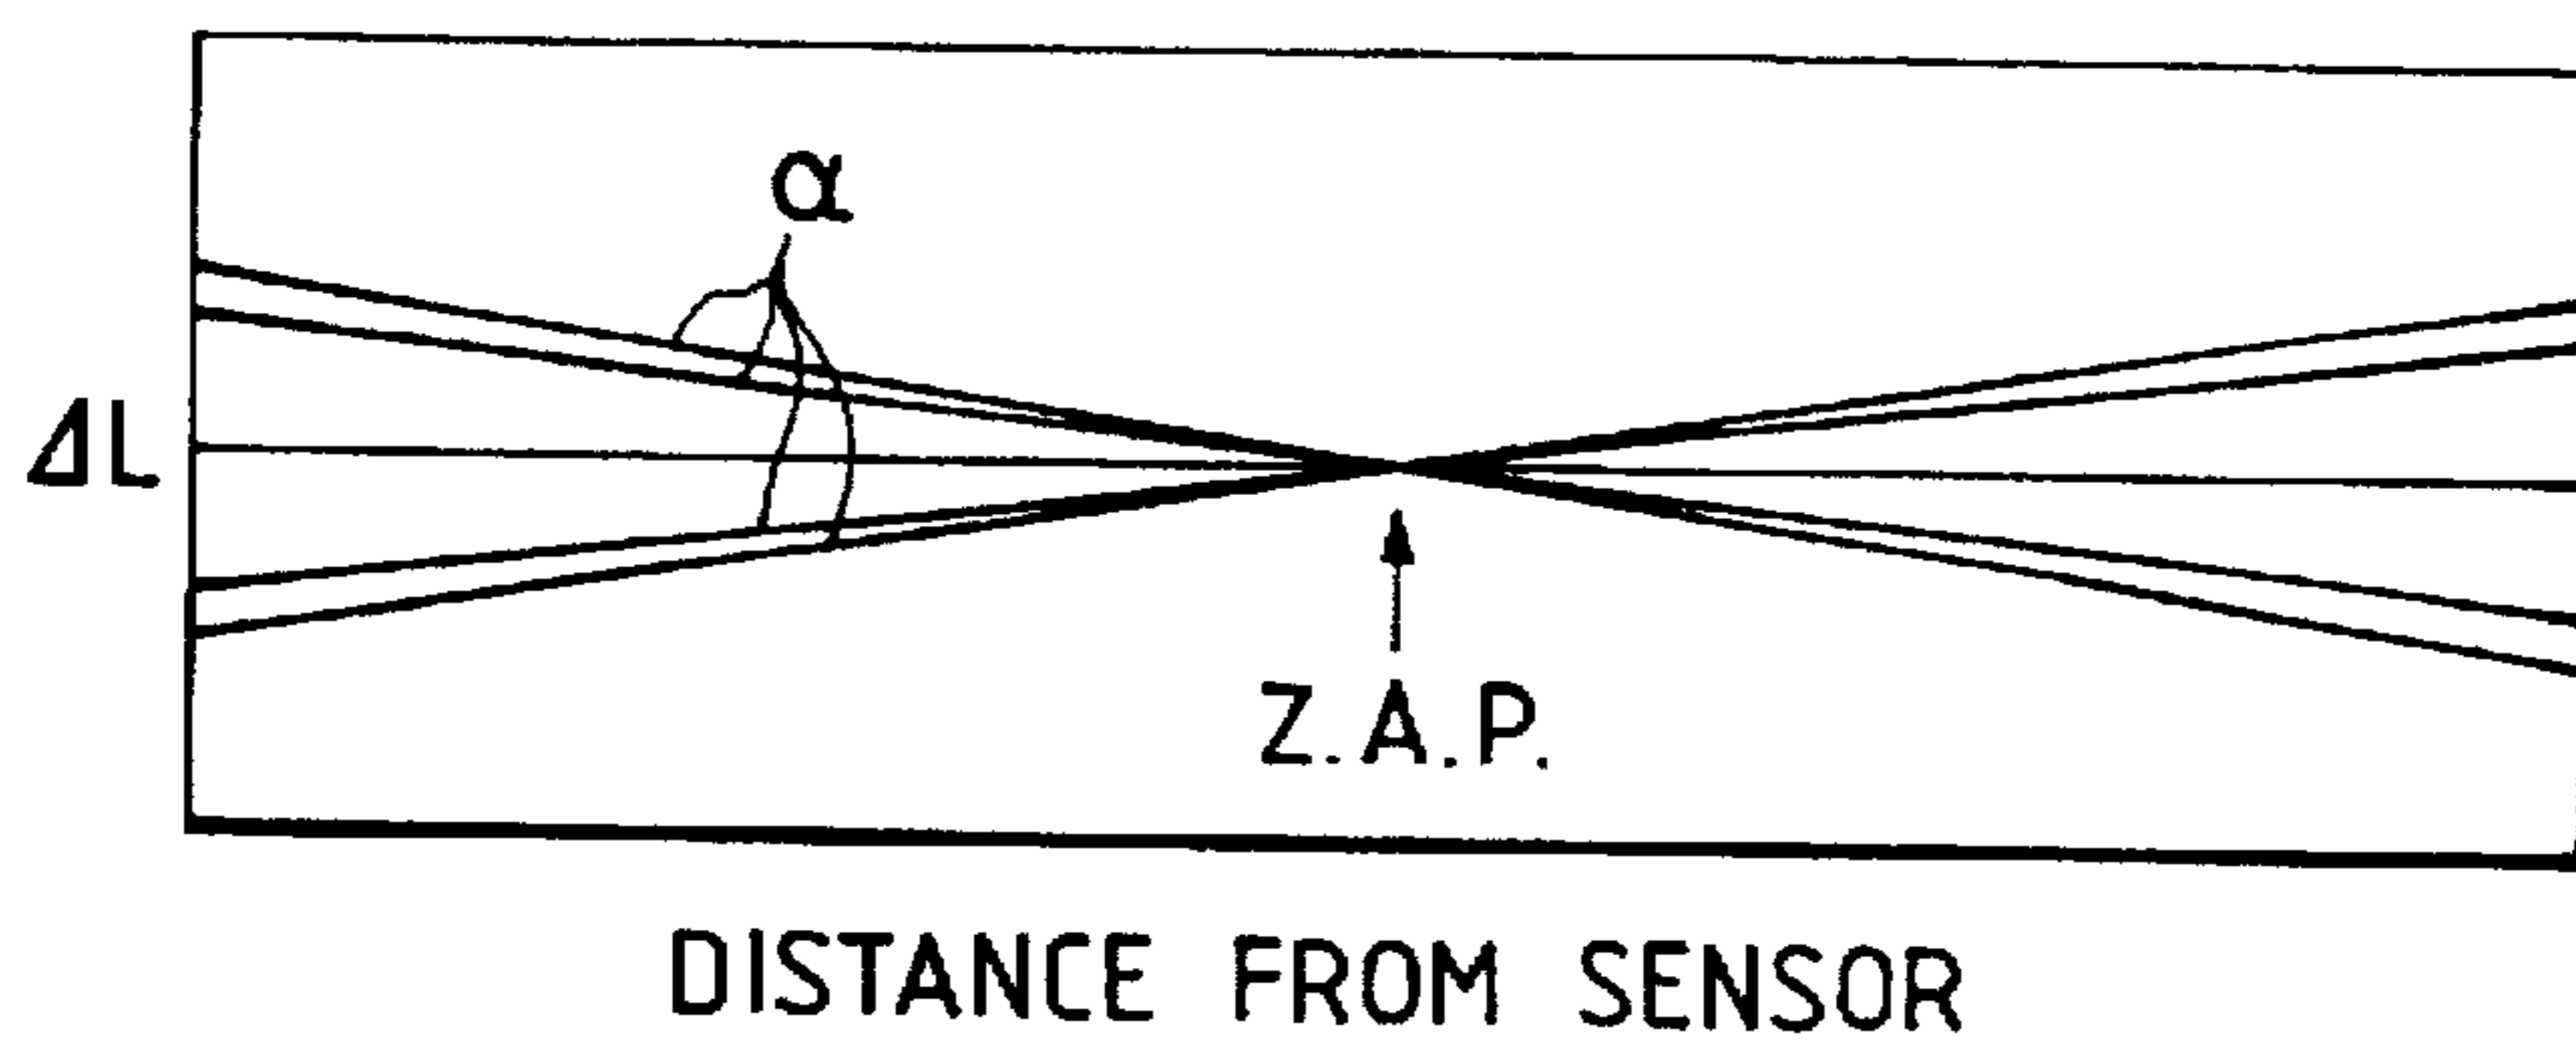 α
ΔL
Z.A.P.
DISTANCE FROM SENSOR